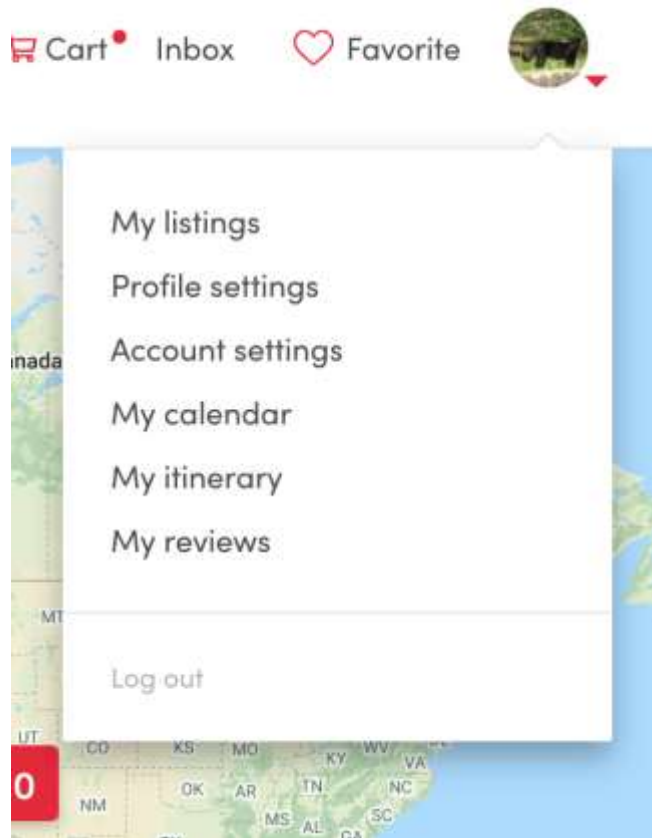 Cart Inbox Favorite
My listings
Profile settings
Account settings
My calendar
My itinerary
My reviews
Log out
nada
MT
UT CO KS MO KY WV VA
0
NM OK AR TN NC
MS AL GA SC